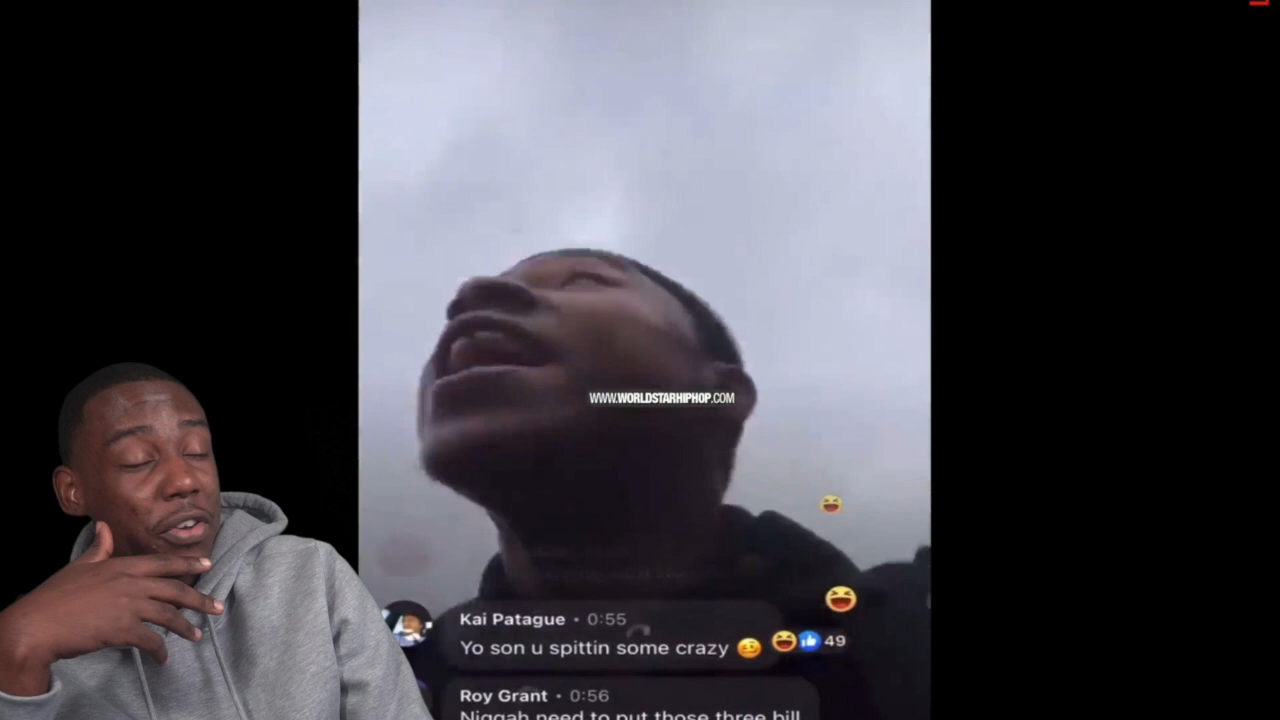 WWW.WORLDSTARHIPHOP.COM
Kai Patague • 0:55
Yo son u spittin some crazy 🥴
49
Roy Grant • 0:56
Niggah need to put those three bill